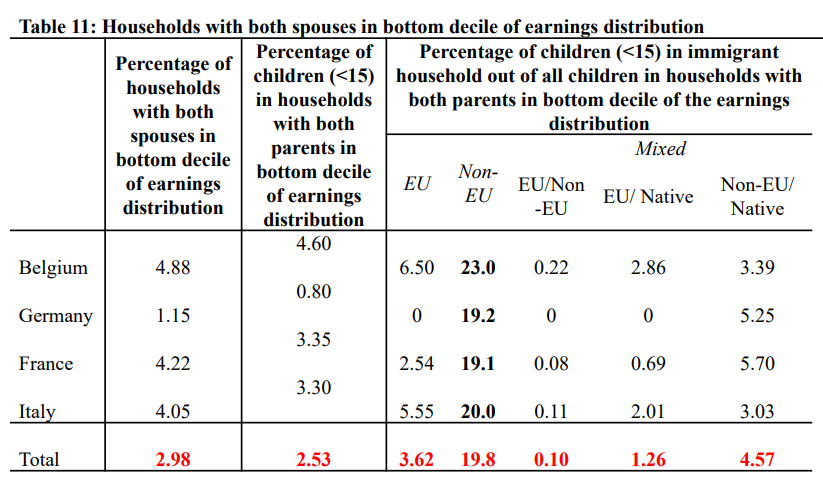 Table 11: Households with both spouses in bottom decile of earnings distribution
Percentage of
households
with both
spouses in
bottom decile
of earnings
distribution
Percentage of
children (<15)
in households
with both
parents in
bottom decile
of earnings
distribution
Percentage of children (<15) in immigrant
household out of all children in households with
both parents in bottom decile of the earnings
distribution
EU
Non-
EU
Mixed
EU/Non
-EU
EU/ Native
Non-EU/
Native
Belgium 4.88 4.60 6.50 23.0 0.22 2.86 3.39
Germany 1.15 0.80 0 19.2 0 0 5.25
France 4.22 3.35 2.54 19.1 0.08 0.69 5.70
Italy 4.05 3.30 5.55 20.0 0.11 2.01 3.03
Total 2.98 2.53 3.62 19.8 0.10 1.26 4.57